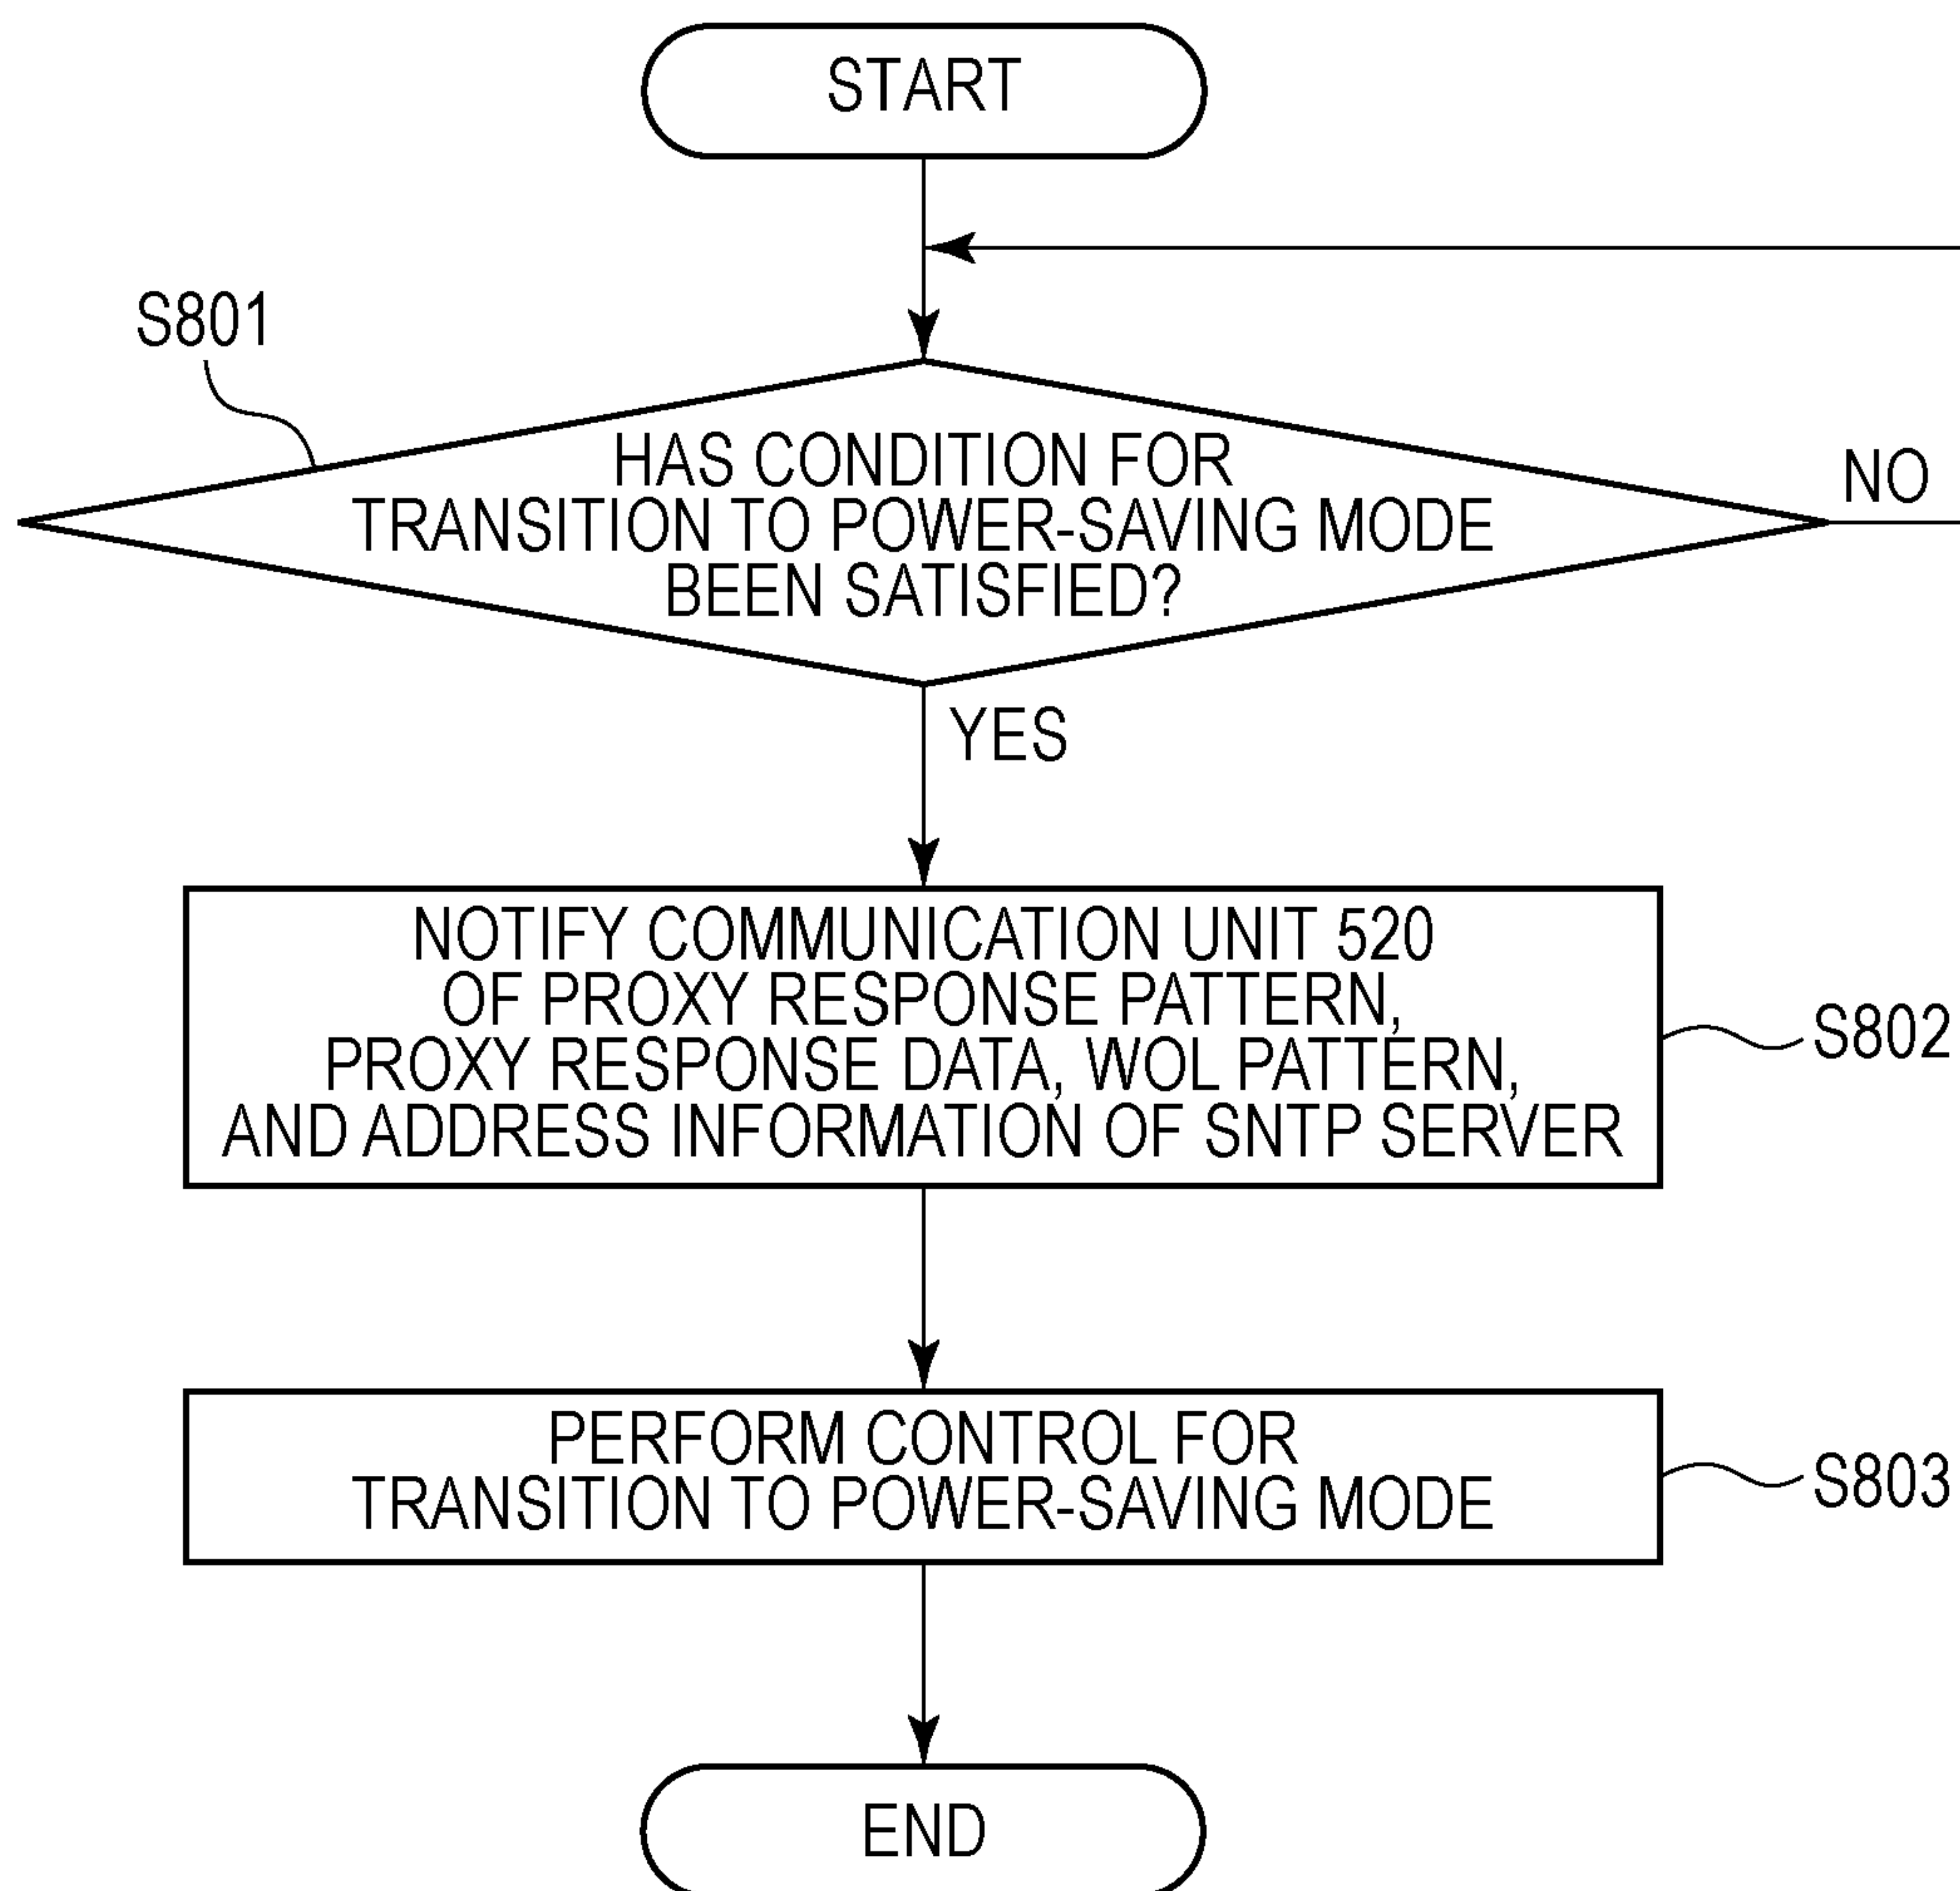 START
S801
HAS CONDITION FOR
TRANSITION TO POWER-SAVING MODE
BEEN SATISFIED?
NO
YES
NOTIFY COMMUNICATION UNIT 520
OF PROXY RESPONSE PATTERN,
PROXY RESPONSE DATA, WOL PATTERN,
AND ADDRESS INFORMATION OF SNTP SERVER
S802
PERFORM CONTROL FOR
TRANSITION TO POWER-SAVING MODE
S803
END